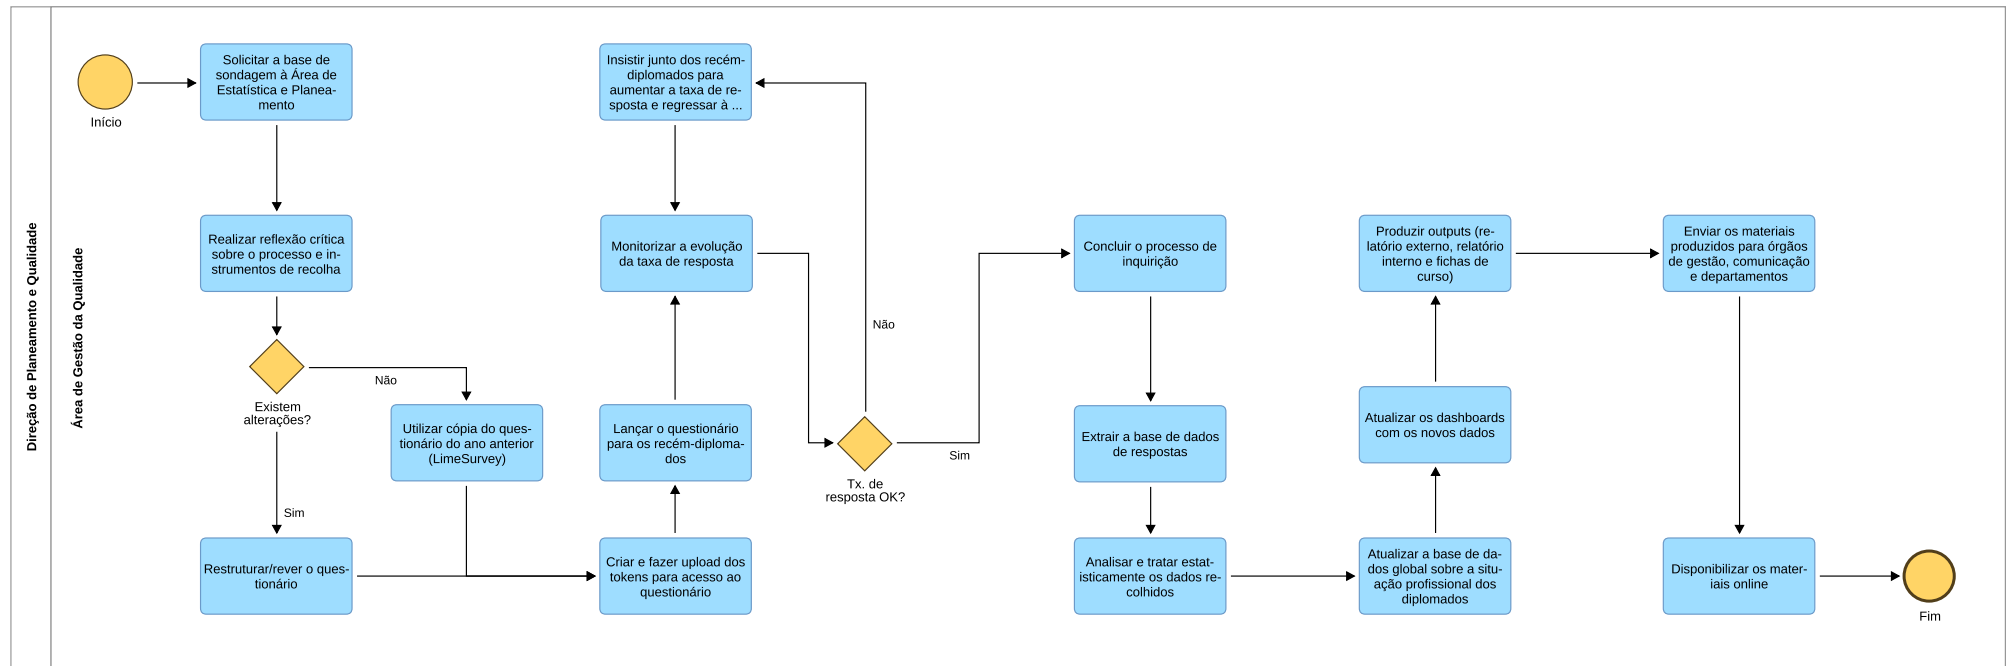 Direção de Planeamento e Qualidade
Área de Gestão da Qualidade
Início
Solicitar a base de
sondagem à Área de
Estatística e Planea-
mento
Realizar reflexão crítica
sobre o processo e in-
strumentos de recolha
Existem
alterações?
Não
Sim
Utilizar cópia do ques-
tionário do ano anterior
(LimeSurvey)
Restruturar/rever o ques-
tionário
Criar e fazer upload dos
tokens para acesso ao
questionário
Lançar o questionário
para os recém-diploma-
dos
Monitorizar a evolução
da taxa de resposta
Insistir junto dos recém-
diplomados para
aumentar a taxa de re-
sposta e regressar à ...
Tx. de
resposta OK?
Não
Sim
Concluir o processo de
inquirição
Extrair a base de dados
de respostas
Analisar e tratar estat-
isticamente os dados re-
colhidos
Atualizar a base de da-
dos global sobre a situ-
ação profissional dos
diplomados
Atualizar os dashboards
com os novos dados
Produzir outputs (re-
latório externo, relatório
interno e fichas de
curso)
Enviar os materiais
produzidos para órgãos
de gestão, comunicação
e departamentos
Disponibilizar os mater-
iais online
Fim